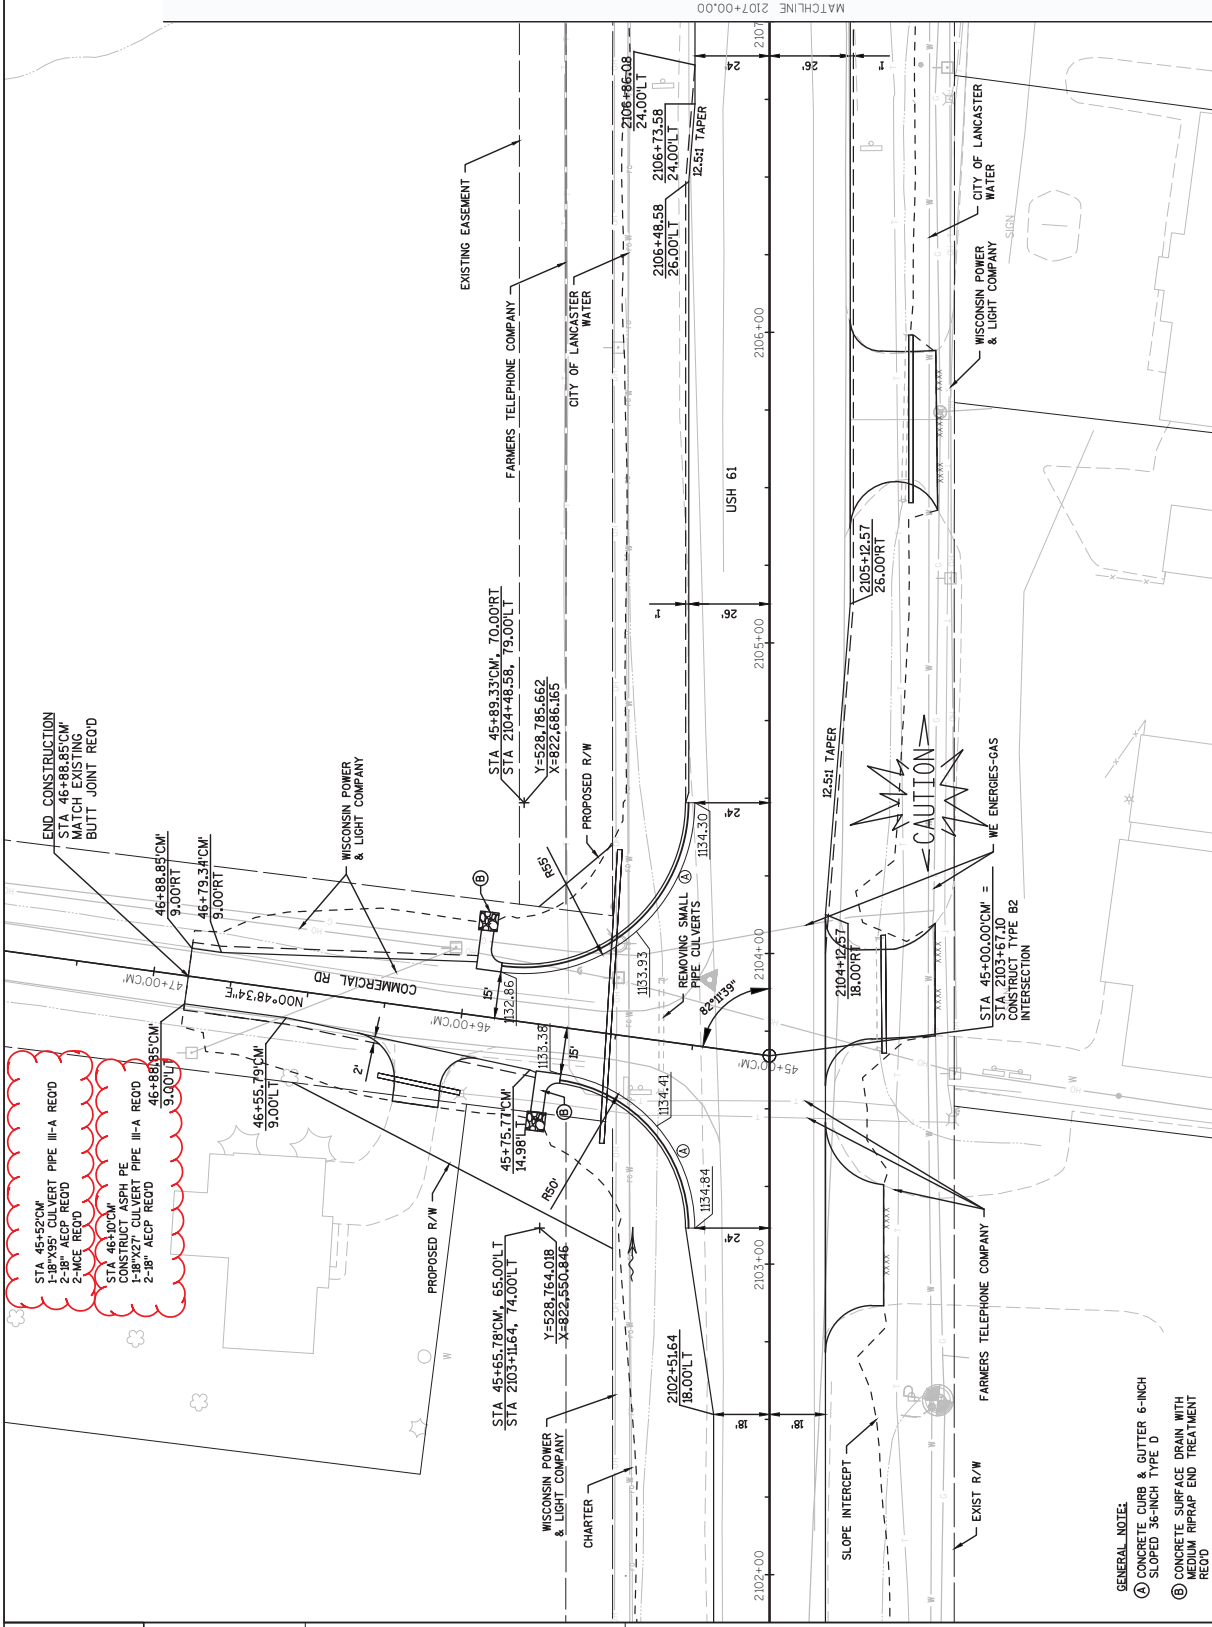 MATCHLINE 2107+00.00
END CONSTRUCTION
STA 46+88.85'CM'
MATCH EXISTING
BUTT JOINT REQ'D
STA 45+52'CM'
1-18"X95' CULVERT PIPE III-A REQ'D
2-18" AECP REQ'D
2-MCE REQ'D
STA 46+10'CM'
CONSTRUCT ASPH PE
1-18"X27' CULVERT PIPE III-A REQ'D
2-18" AECP REQ'D
46+88.85'CM'
9.00'RT
46+79.34'CM'
9.00'RT
46+88.85'CM'
9.00'LT
46+55.79'CM'
9.00'LT
WISCONSIN POWER
& LIGHT COMPANY
47+00'CM'
N00°48'34"E
COMMERCIAL RD
46+00'CM'
45+00'CM'
2'
15'
15'
B
B
1132.86
1133.38
1133.93
1134.30
1134.41
1134.84
R65'
R50'
45+75.77'CM'
14.98'LT
PROPOSED R/W
PROPOSED R/W
STA 45+89.33'CM', 70.00'RT
STA 2104+48.58, 79.00'LT
Y=528,785.662
X=822,686.165
STA 45+65.78'CM', 65.00'LT
STA 2103+11.64, 74.00'LT
Y=528,764.018
X=822,550.846
REMOVING SMALL
PIPE CULVERTS
A
A
82°11'39"
EXISTING EASEMENT
FARMERS TELEPHONE COMPANY
CITY OF LANCASTER
WATER
2106+86.08
24.00'LT
2106+73.58
24.00'LT
2106+48.58
26.00'LT
12.5:1 TAPER
24'
26'
1'
1'
26'
24'
24'
18'
18'
USH 61
2107
2106+00
2105+00
2104+00
2103+00
2102+00
2102+51.64
18.00'LT
WISCONSIN POWER
& LIGHT COMPANY
CHARTER
2105+12.57
26.00'RT
12.5:1 TAPER
2104+12.57
18.00'RT
CAUTION
WE ENERGIES-GAS
STA 45+00.00'CM' =
STA 2103+67.10
CONSTRUCT TYPE B2
INTERSECTION
CITY OF LANCASTER
WATER
WISCONSIN POWER
& LIGHT COMPANY
SIGN
FARMERS TELEPHONE COMPANY
SLOPE INTERCEPT
EXIST R/W
GENERAL NOTE:
A CONCRETE CURB & GUTTER 6-INCH
SLOPED 36-INCH TYPE D
B CONCRETE SURFACE DRAIN WITH
MEDIUM RIPRAP END TREATMENT
REQ'D